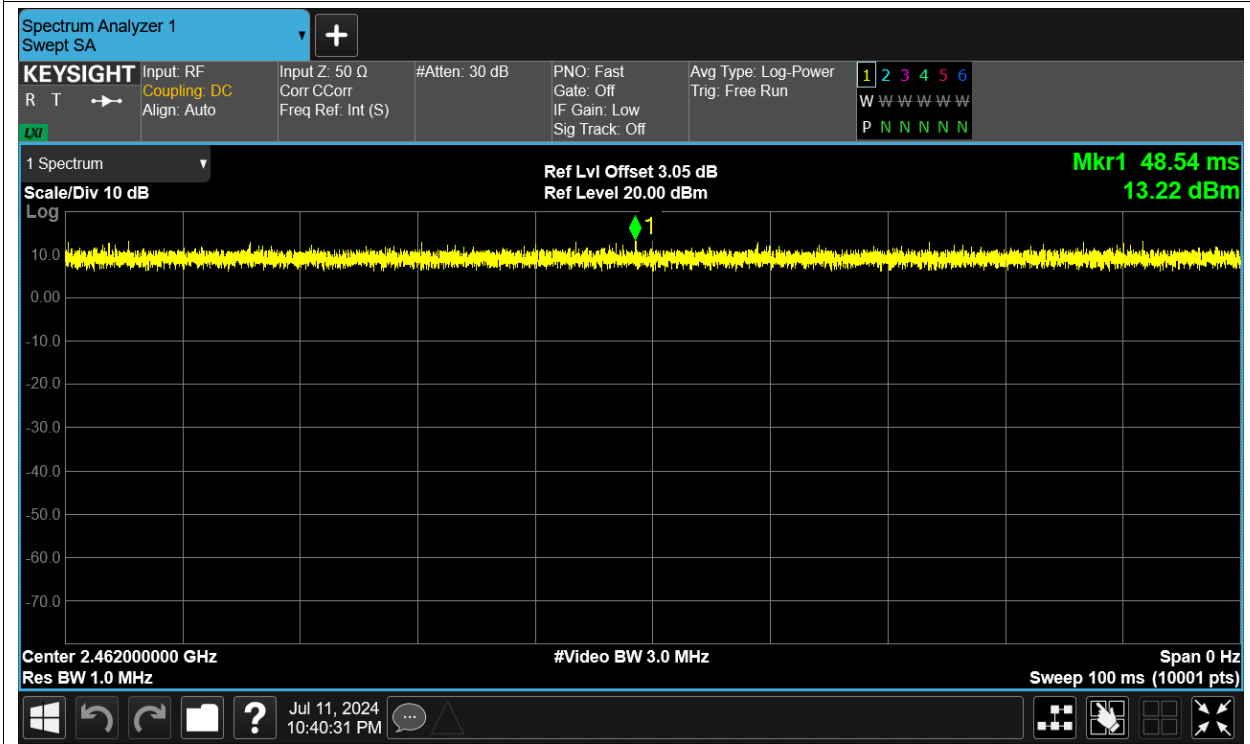 Spectrum Analyzer 1
Swept SA
KEYSIGHT
R T
LXI
Input: RF
Coupling: DC
Align: Auto
Input Z: 50 Ω
Corr CCorr
Freq Ref: Int (S)
#Atten: 30 dB
PNO: Fast
Gate: Off
IF Gain: Low
Sig Track: Off
Avg Type: Log-Power
Trig: Free Run
1 2 3 4 5 6
W W W W W W
P N N N N N
1 Spectrum
Scale/Div 10 dB
Log
Ref Lvl Offset 3.05 dB
Ref Level 20.00 dBm
Mkr1 48.54 ms
13.22 dBm
1
10.0
0.00
-10.0
-20.0
-30.0
-40.0
-50.0
-60.0
-70.0
Center 2.462000000 GHz
Res BW 1.0 MHz
#Video BW 3.0 MHz
Span 0 Hz
Sweep 100 ms (10001 pts)
?
Jul 11, 2024
10:40:31 PM